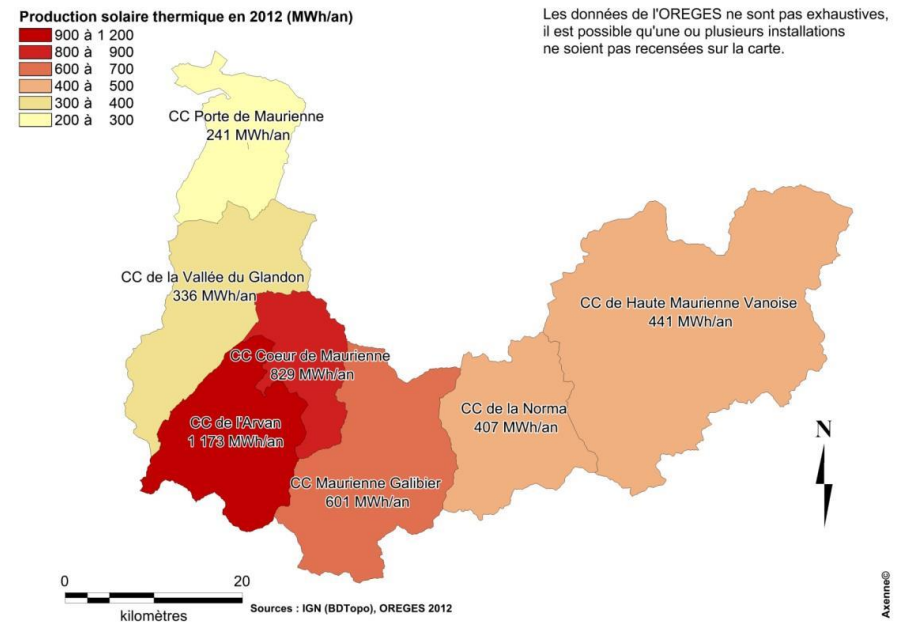 Production solaire thermique en 2012 (MWh/an)
900 à 1 200
800 à 900
600 à 700
400 à 500
300 à 400
200 à 300
Les données de l'OREGES ne sont pas exhaustives,
il est possible qu'une ou plusieurs installations
ne soient pas recensées sur la carte.
CC Porte de Maurienne
241 MWh/an
CC de la Vallée du Glandon
336 MWh/an
CC de Haute Maurienne Vanoise
441 MWh/an
CC Coeur de Maurienne
829 MWh/an
CC de la Norma
407 MWh/an
CC de l'Arvan
1 173 MWh/an
CC Maurienne Galibier
601 MWh/an
N
0 20
kilomètres
Sources : IGN (BDTopo), OREGES 2012
Axenne©